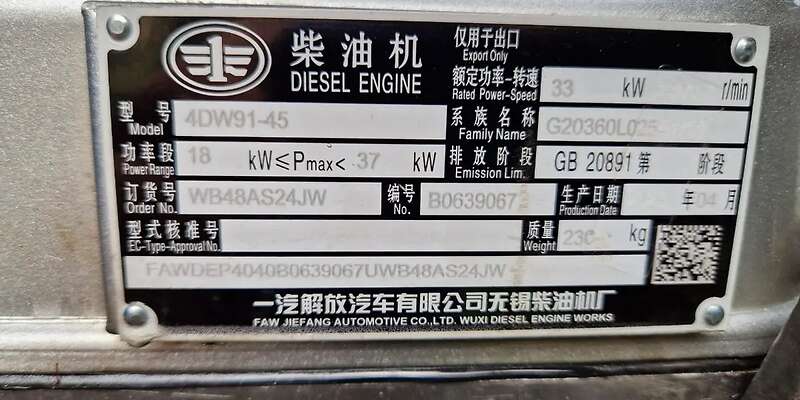 柴油机
DIESEL ENGINE
仅用于出口
Export Only
额定功率-转速 33 kW r/min
Rated Power-Speed
型号 4DW91-45 系族名称 G20360L025
Model Family Name
功率段 18 kW≤Pmax< 37 kW 排放阶段 GB 20891 第 阶段
Power Range Emission Lim.
订货号 WB48AS24JW 编号 B0639067 生产日期 年 04 月
Order No. No. Production Date
型式核准号 质量 230 kg
EC-Type-Approval No. Weight
FAWDEP4040B0639067UWB48AS24JW
一汽解放汽车有限公司无锡柴油机厂
FAW JIEFANG AUTOMOTIVE CO.,LTD. WUXI DIESEL ENGINE WORKS